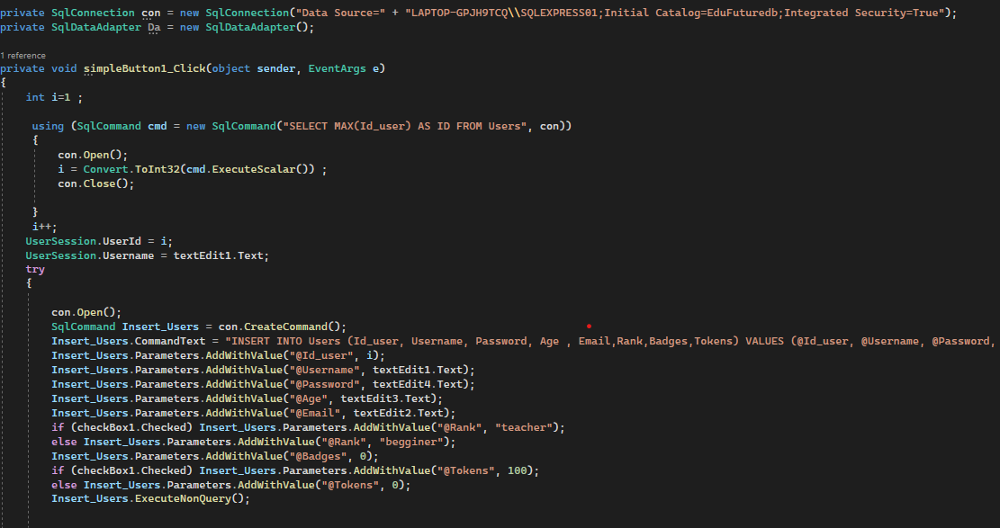 private SqlConnection con = new SqlConnection("Data Source=" + "LAPTOP-GPJH9TCQ\\SQLEXPRESS01;Initial Catalog=EduFuturedb;Integrated Security=True");
private SqlDataAdapter Da = new SqlDataAdapter();
1 reference
private void simpleButton1_Click(object sender, EventArgs e)
{
int i=1 ;
using (SqlCommand cmd = new SqlCommand("SELECT MAX(Id_user) AS ID FROM Users", con))
{
con.Open();
i = Convert.ToInt32(cmd.ExecuteScalar()) ;
con.Close();
}
i++;
UserSession.UserId = i;
UserSession.Username = textEdit1.Text;
try
{
con.Open();
SqlCommand Insert_Users = con.CreateCommand();
Insert_Users.CommandText = "INSERT INTO Users (Id_user, Username, Password, Age , Email,Rank,Badges,Tokens) VALUES (@Id_user, @Username, @Password,
Insert_Users.Parameters.AddWithValue("@Id_user", i);
Insert_Users.Parameters.AddWithValue("@Username", textEdit1.Text);
Insert_Users.Parameters.AddWithValue("@Password", textEdit4.Text);
Insert_Users.Parameters.AddWithValue("@Age", textEdit3.Text);
Insert_Users.Parameters.AddWithValue("@Email", textEdit2.Text);
if (checkBox1.Checked) Insert_Users.Parameters.AddWithValue("@Rank", "teacher");
else Insert_Users.Parameters.AddWithValue("@Rank", "begginer");
Insert_Users.Parameters.AddWithValue("@Badges", 0);
if (checkBox1.Checked) Insert_Users.Parameters.AddWithValue("@Tokens", 100);
else Insert_Users.Parameters.AddWithValue("@Tokens", 0);
Insert_Users.ExecuteNonQuery();